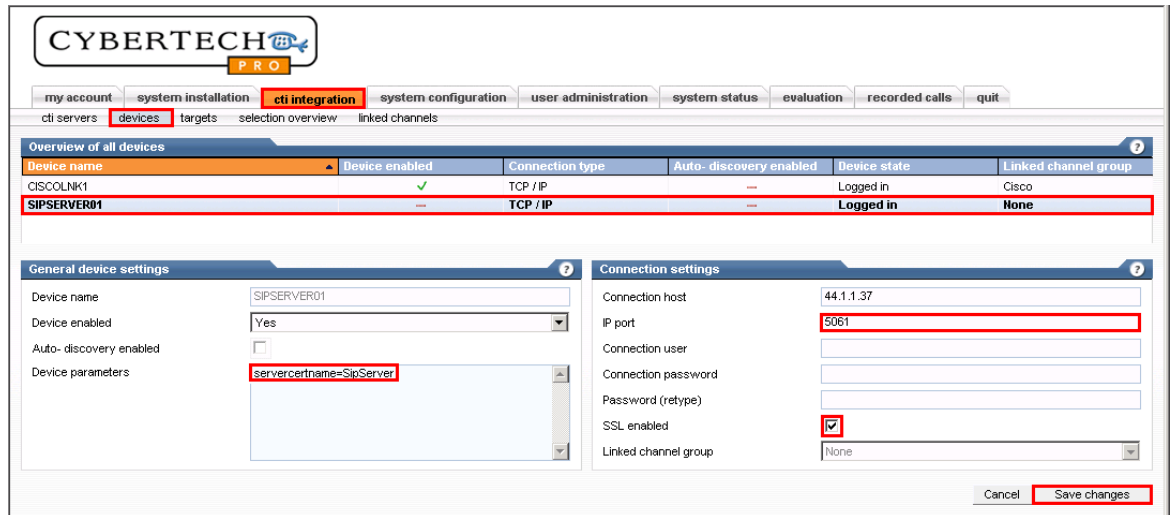 CYBERTECH
PRO
my account system installation cti integration system configuration user administration system status evaluation recorded calls quit
cti servers devices targets selection overview linked channels
Overview of all devices ?
Device name Device enabled Connection type Auto- discovery enabled Device state Linked channel group
CISCOLNK1 TCP / IP Logged in Cisco
SIPSERVER01 TCP / IP Logged in None
General device settings ?
Device name SIPSERVER01
Device enabled Yes
Auto- discovery enabled
Device parameters servercertname=SipServer
Connection settings ?
Connection host 44.1.1.37
IP port 5061
Connection user
Connection password
Password (retype)
SSL enabled
Linked channel group None
Cancel Save changes